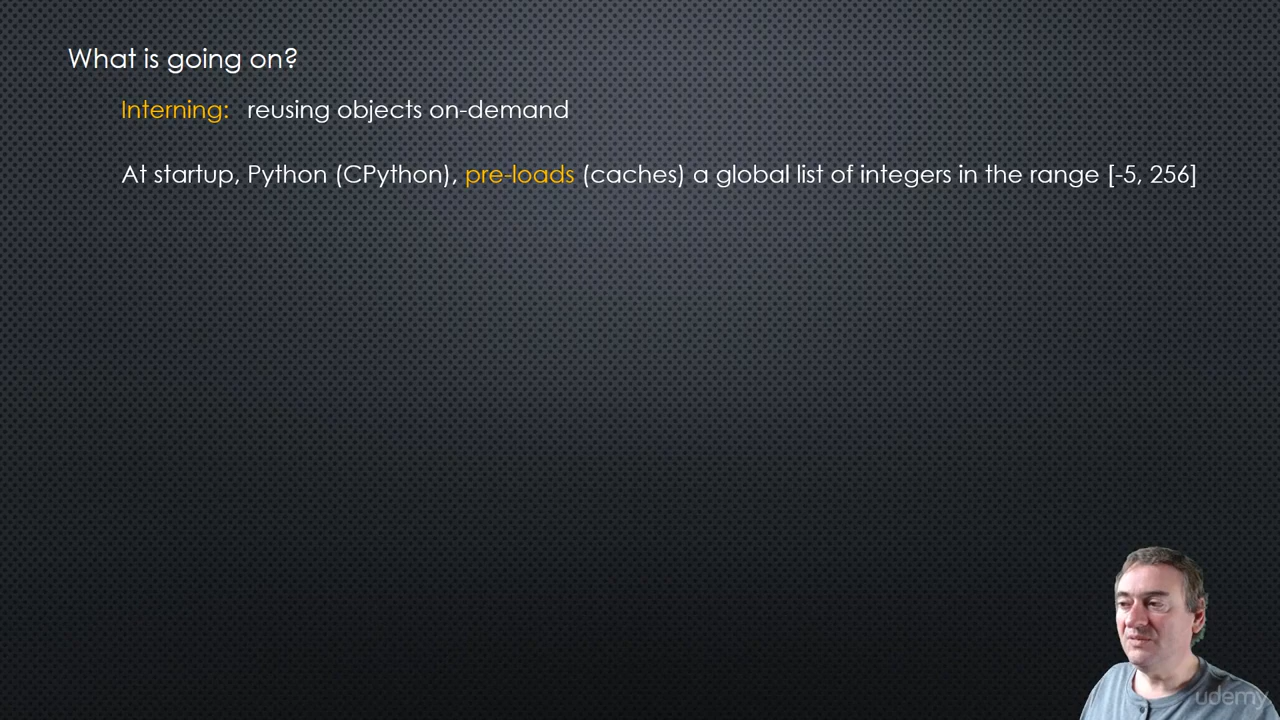 What is going on?
Interning: reusing objects on-demand
At startup, Python (CPython), pre-loads (caches) a global list of integers in the range [-5, 256]
udemy